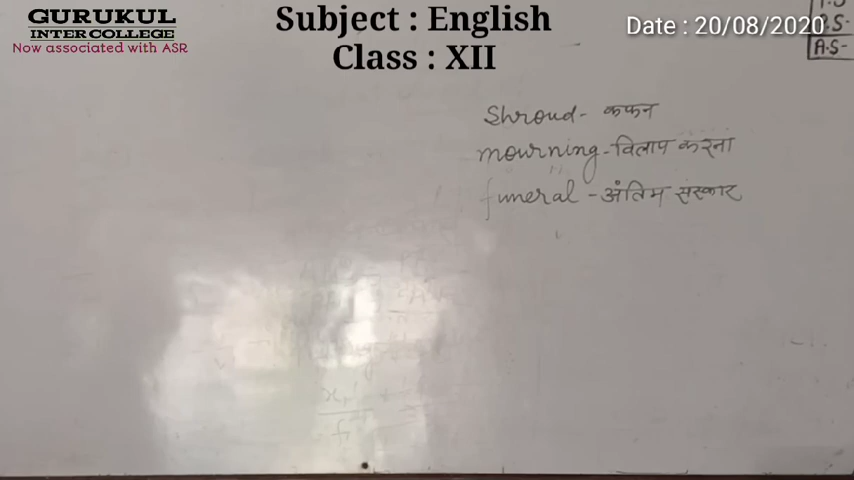 GURUKUL
INTER COLLEGE
Now associated with ASR
Subject : English
Class : XII
Date : 20/08/2020
A.S-
Shroud - कफन
mourning - विलाप करना
funeral - अंतिम संस्कार